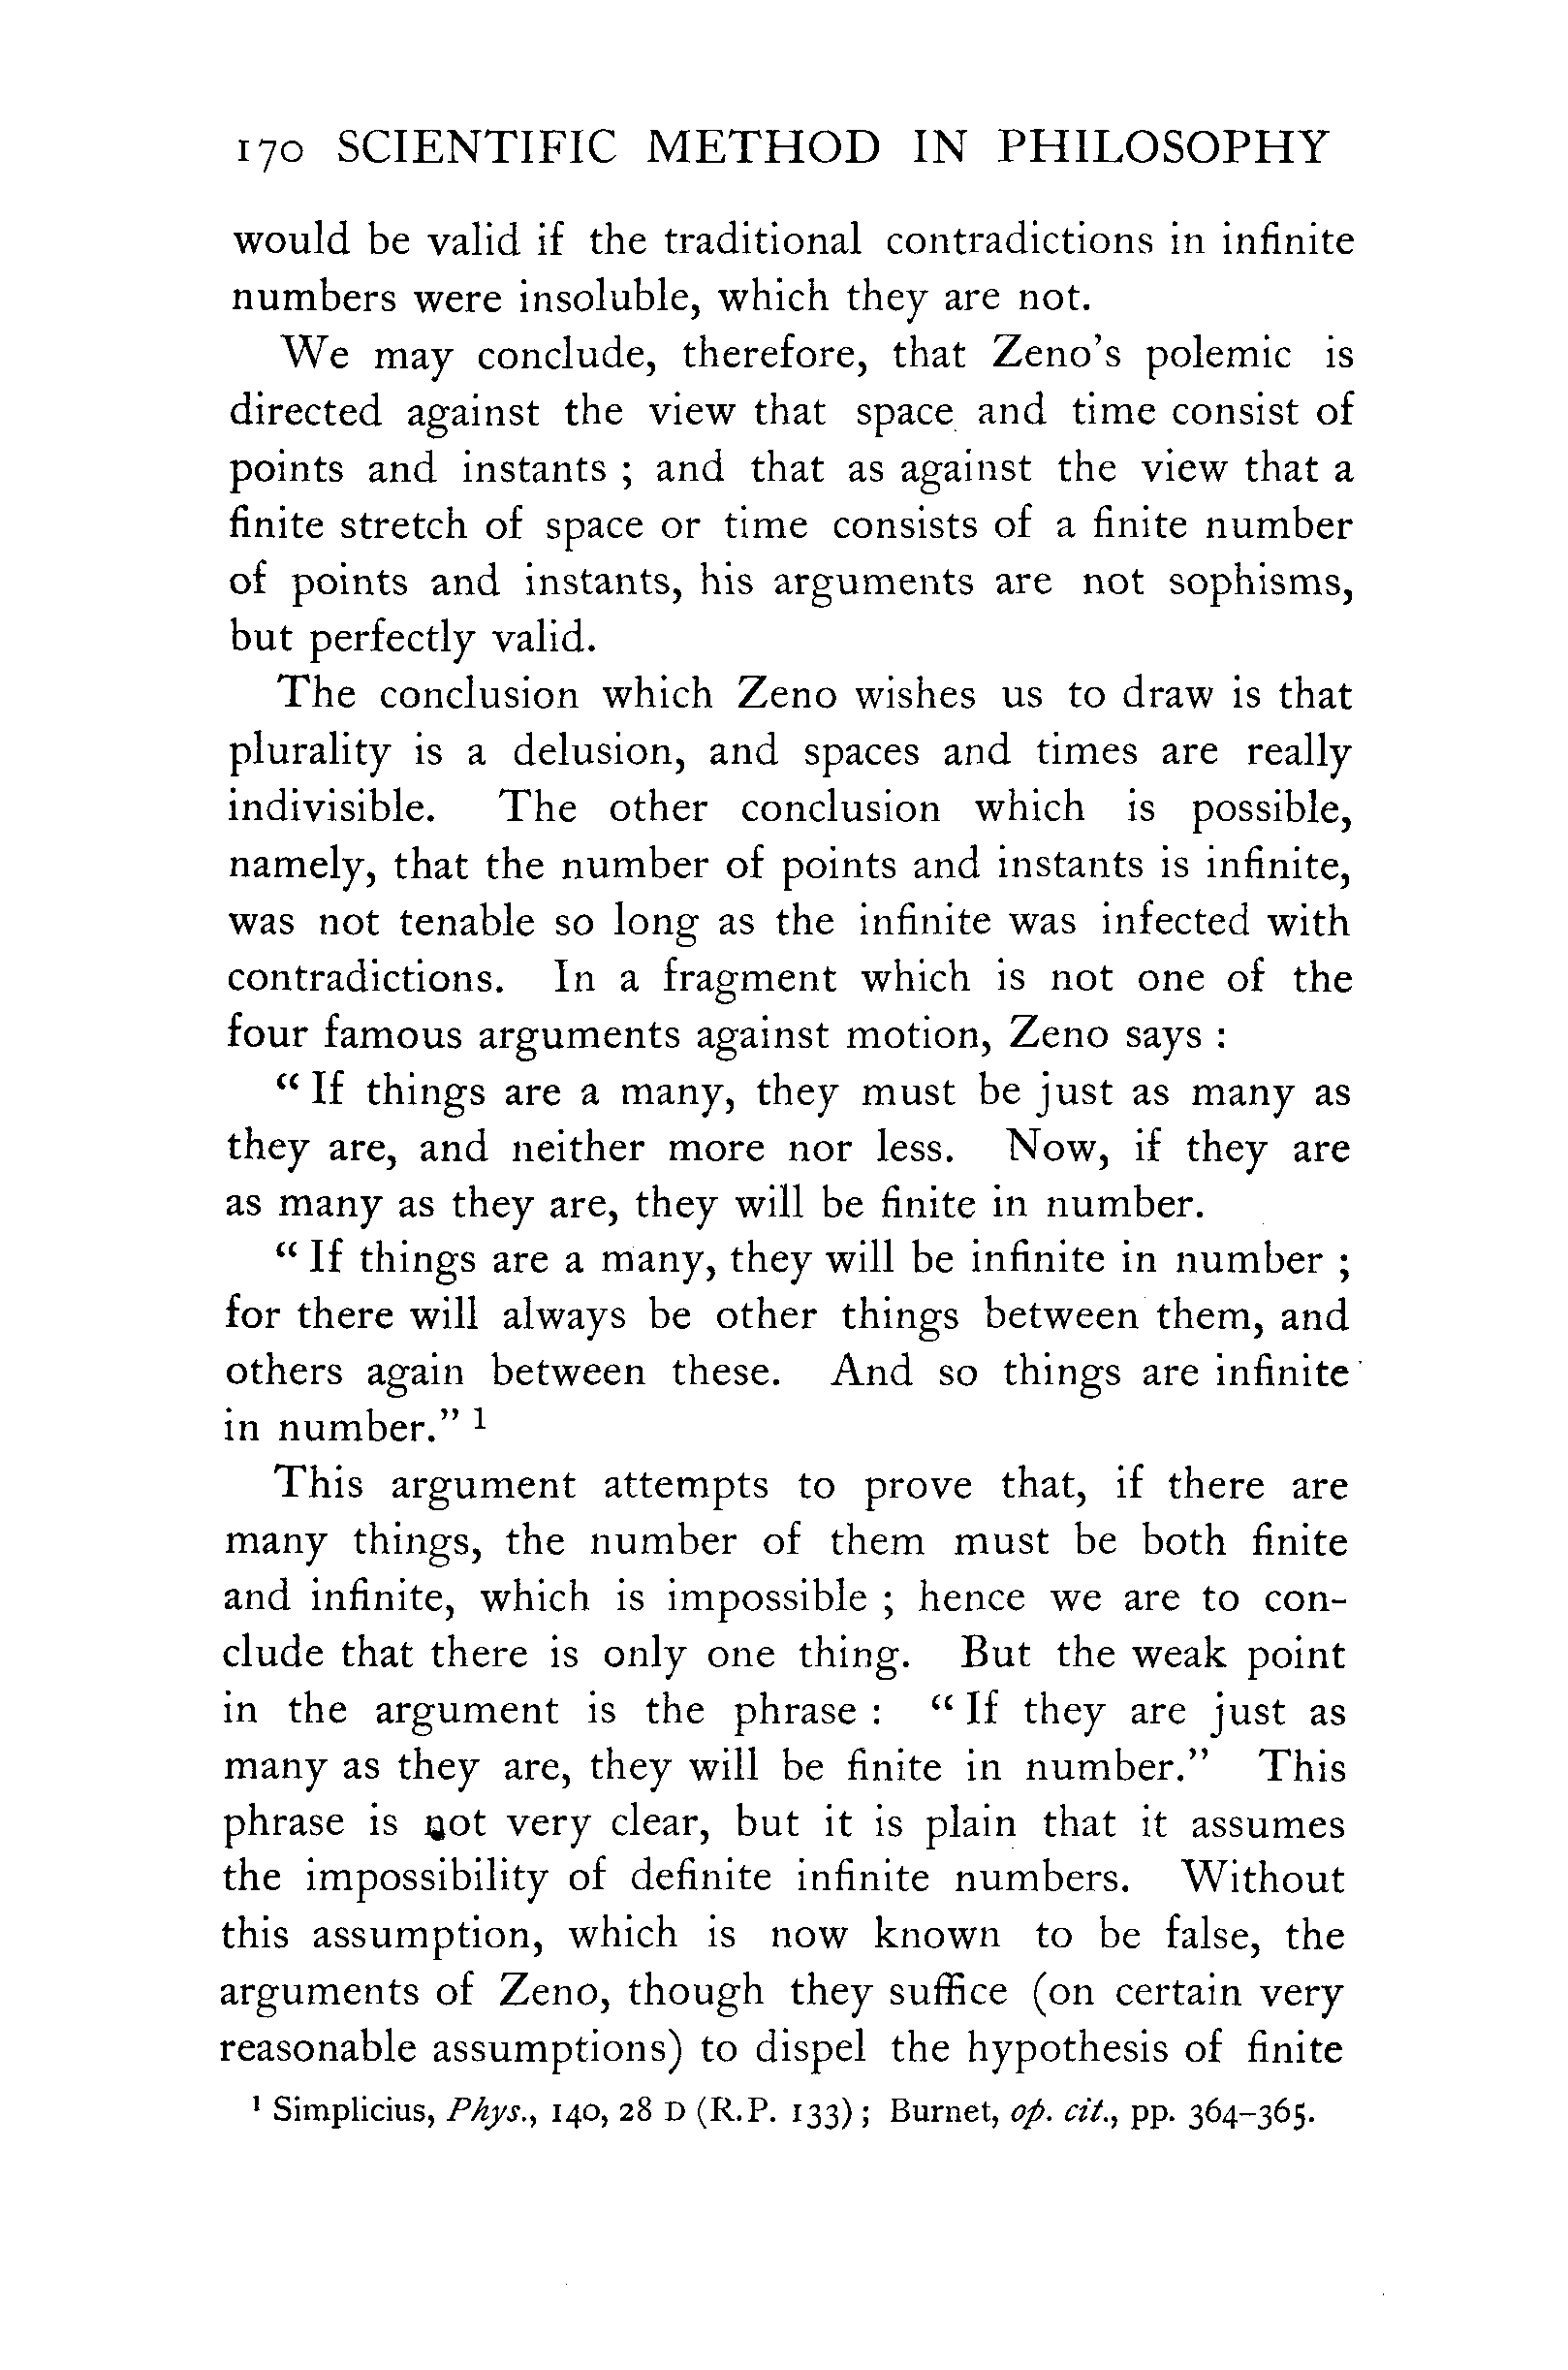 170 SCIENTIFIC METHOD IN PHILOSOPHY
would be valid if the traditional contradictions in infinite
numbers were insoluble, which they are not.
We may conclude, therefore, that Zeno's polemic is
directed against the view that space and time consist of
points and instants ; and that as against the view that a
finite stretch of space or time consists of a finite number
of points and instants, his arguments are not sophisms,
but perfectly valid.
The conclusion which Zeno wishes us to draw is that
plurality is a delusion, and spaces and times are really
indivisible. The other conclusion which is possible,
namely, that the number of points and instants is infinite,
was not tenable so long as the infinite was infected with
contradictions. In a fragment which is not one of the
four famous arguments against motion, Zeno says :
“ If things are a many, they must be just as many as
they are, and neither more nor less. Now, if they are
as many as they are, they will be finite in number.
“ If things are a many, they will be infinite in number ;
for there will always be other things between them, and
others again between these. And so things are infinite
in number.” ¹
This argument attempts to prove that, if there are
many things, the number of them must be both finite
and infinite, which is impossible ; hence we are to con-
clude that there is only one thing. But the weak point
in the argument is the phrase : “ If they are just as
many as they are, they will be finite in number.” This
phrase is not very clear, but it is plain that it assumes
the impossibility of definite infinite numbers. Without
this assumption, which is now known to be false, the
arguments of Zeno, though they suffice (on certain very
reasonable assumptions) to dispel the hypothesis of finite
¹ Simplicius, Phys., 140, 28 D (R.P. 133) ; Burnet, op. cit., pp. 364–365.